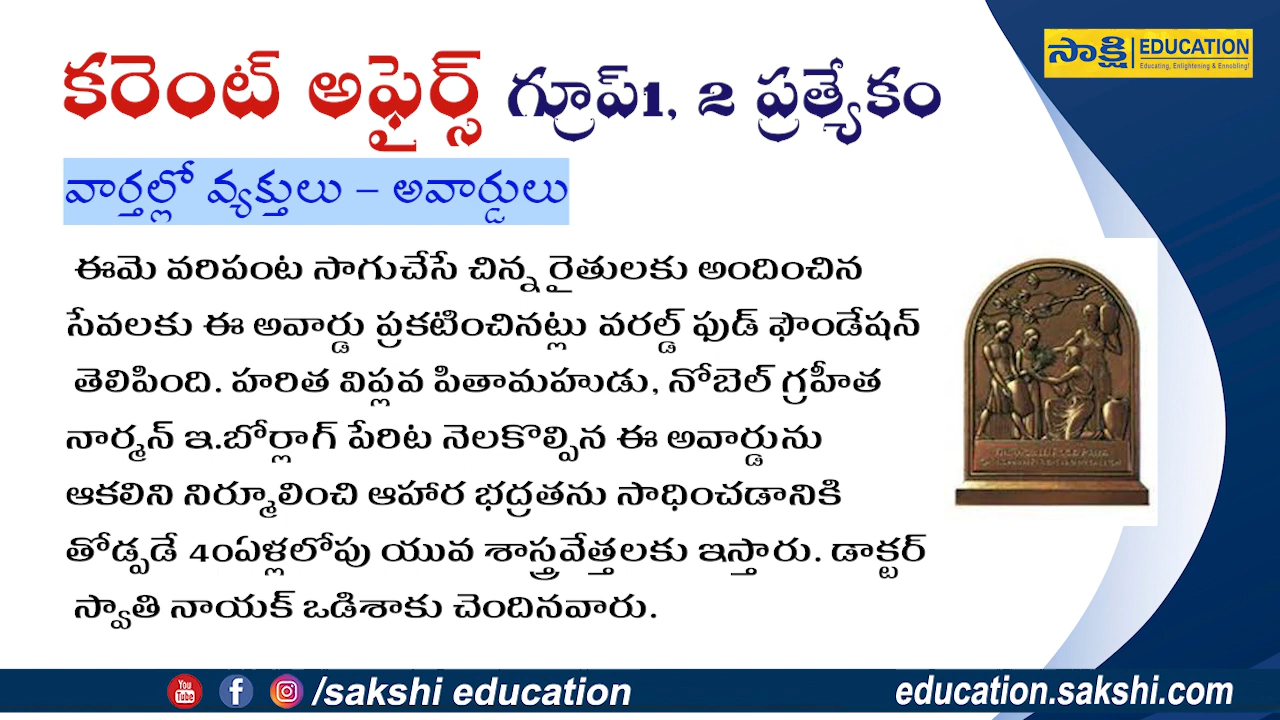 కరెంట్ అఫైర్స్ గ్రూప్1, 2 ప్రత్యేకం
సాక్షి EDUCATION
Educating, Enlightening & Ennobling!
వార్తల్లో వ్యక్తులు – అవార్డులు
ఈమె వరిపంట సాగుచేసే చిన్న రైతులకు అందించిన
సేవలకు ఈ అవార్డు ప్రకటించినట్లు వరల్డ్ ఫుడ్ ఫౌండేషన్
తెలిపింది. హరిత విప్లవ పితామహుడు, నోబెల్ గ్రహీత
నార్మన్ ఇ.బోర్లాగ్ పేరిట నెలకొల్పిన ఈ అవార్డును
ఆకలిని నిర్మూలించి ఆహార భద్రతను సాధించడానికి
తోడ్పడే 40ఏళ్లలోపు యువ శాస్త్రవేత్తలకు ఇస్తారు. డాక్టర్
స్వాతి నాయక్ ఒడిశాకు చెందినవారు.
You Tube /sakshi education
education.sakshi.com